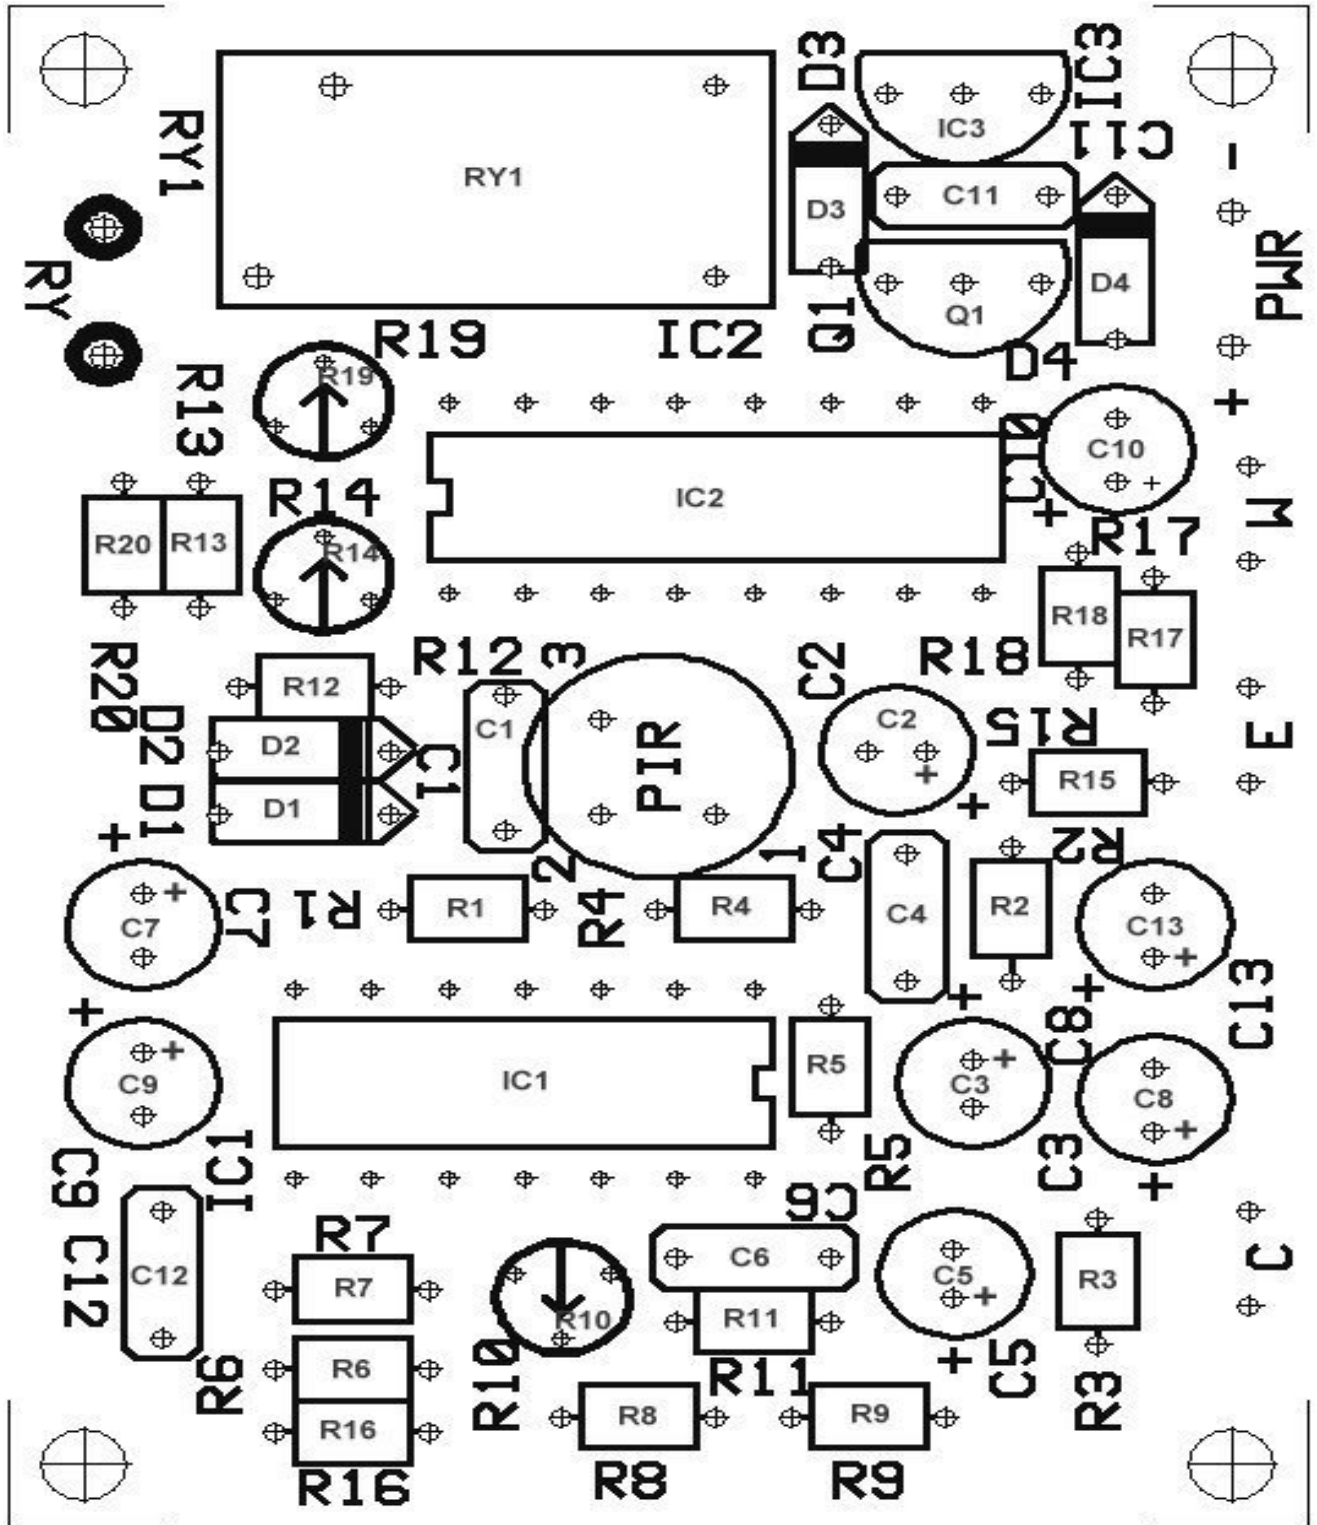 D3
IC3
RY1
IC3
C11
-
RY1
D3
C11
PWR
RY
D4
Q1
Q1
R19
IC2
D4
R13
R19
C10
C10
+
+
+
IC2
R14
R17
M
R20
R13
R14
R18
R17
R20
R12
3
C2
R18
R12
C1
C2
R15
E
D2
D2
C1
PIR
+
+
R15
D1
D1
+
2
1
C4
R2
C7
+
C7
R1
R1
R4
R4
C4
R2
C13
+
+
+
+
C8
C13
C9
+
IC1
R5
C3
+
C8
+
C9
IC1
R5
C3
+
C6
C12
C12
R7
R7
C6
C5
+
R3
C
R10
R11
R6
R6
R10
R11
+
C5
R3
R16
R8
R9
R16
R8
R9